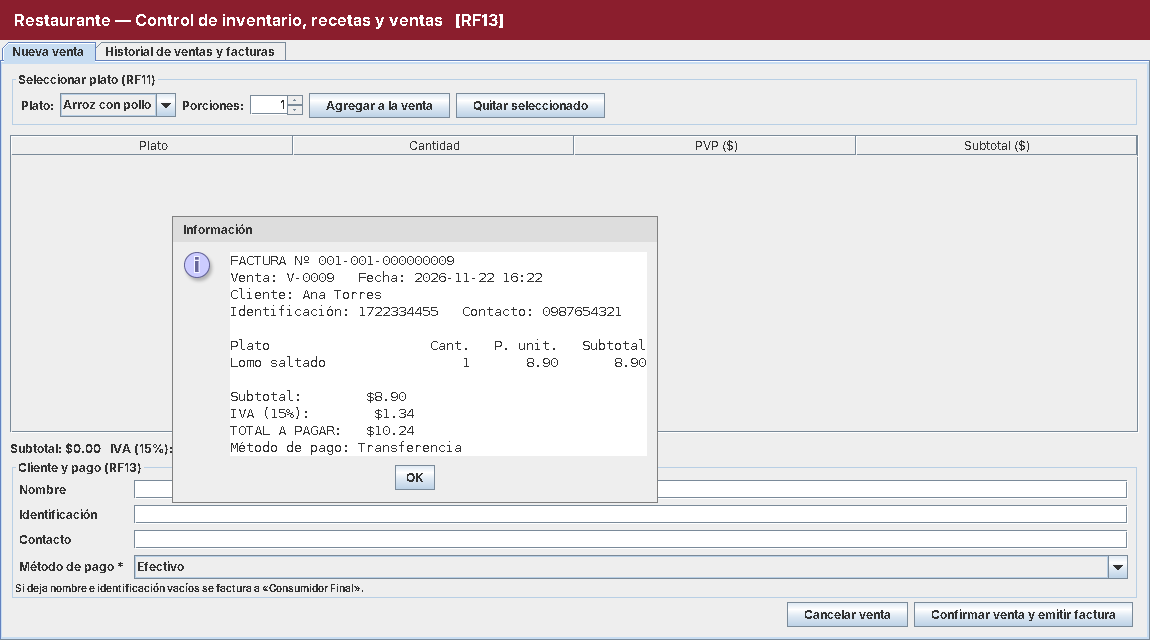 Restaurante — Control de inventario, recetas y ventas   [RF13]
Nueva venta   Historial de ventas y facturas
Seleccionar plato (RF11)
Plato: Arroz con pollo   Porciones: 1   Agregar a la venta   Quitar seleccionado
Plato   Cantidad   PVP ($)   Subtotal ($)
Información
FACTURA Nº 001-001-000000009
Venta: V-0009   Fecha: 2026-11-22 16:22
Cliente: Ana Torres
Identificación: 1722334455   Contacto: 0987654321
Plato   Cant.   P. unit.   Subtotal
Lomo saltado   1   8.90   8.90
Subtotal:   $8.90
IVA (15%):   $1.34
TOTAL A PAGAR:   $10.24
Método de pago: Transferencia
OK
Subtotal: $0.00   IVA (15%):
Cliente y pago (RF13)
Nombre
Identificación
Contacto
Método de pago *   Efectivo
Si deja nombre e identificación vacíos se factura a «Consumidor Final».
Cancelar venta   Confirmar venta y emitir factura